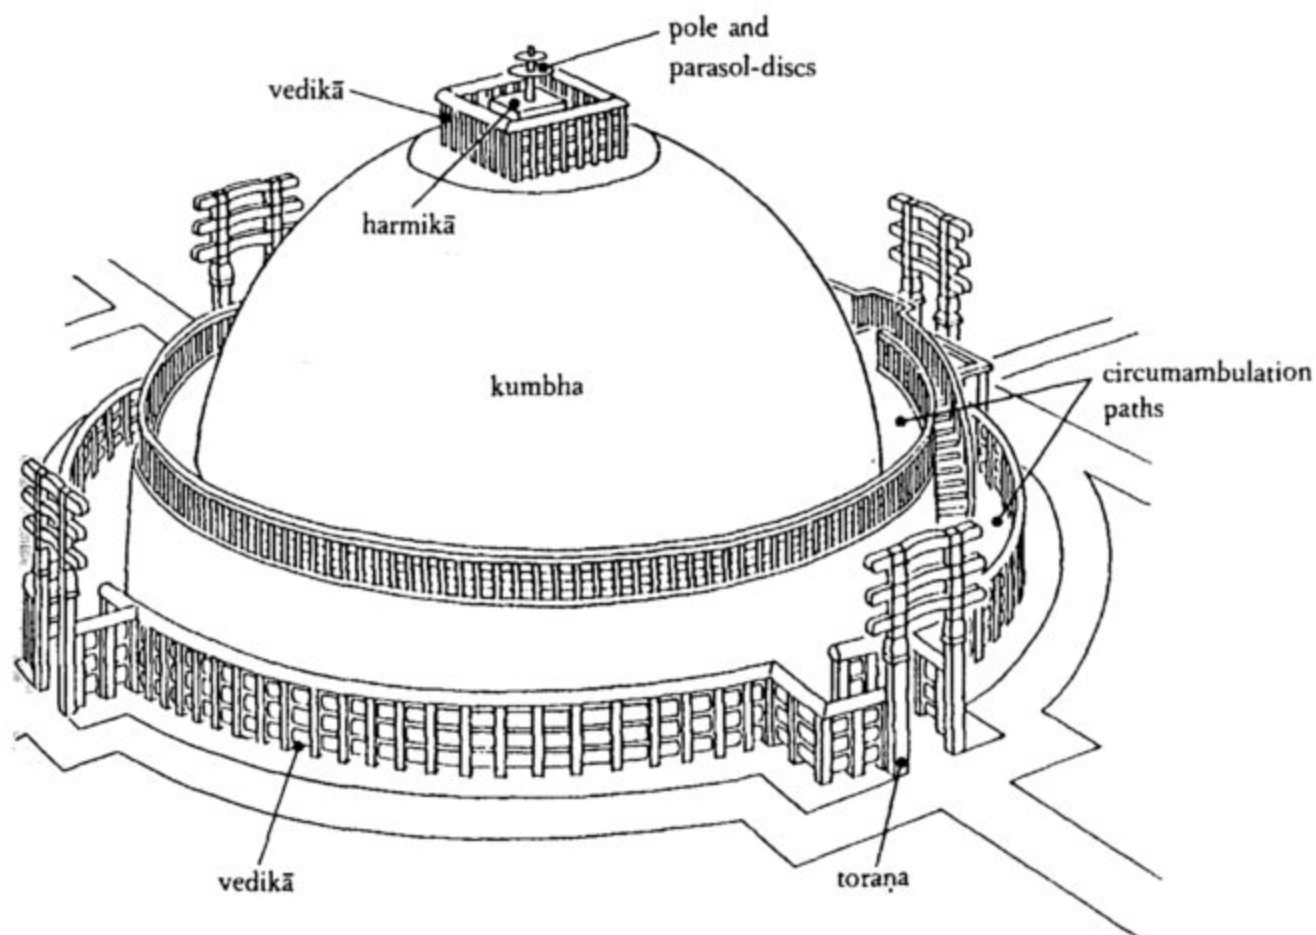 pole and
parasol-discs
vedikā
harmikā
kumbha
circumambulation
paths
vedikā
toraṇa